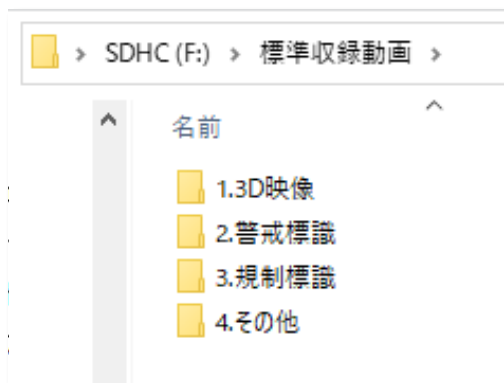 SDHC (F:) > 標準収録動画 >
名前
1.3D映像
2.警戒標識
3.規制標識
4.その他